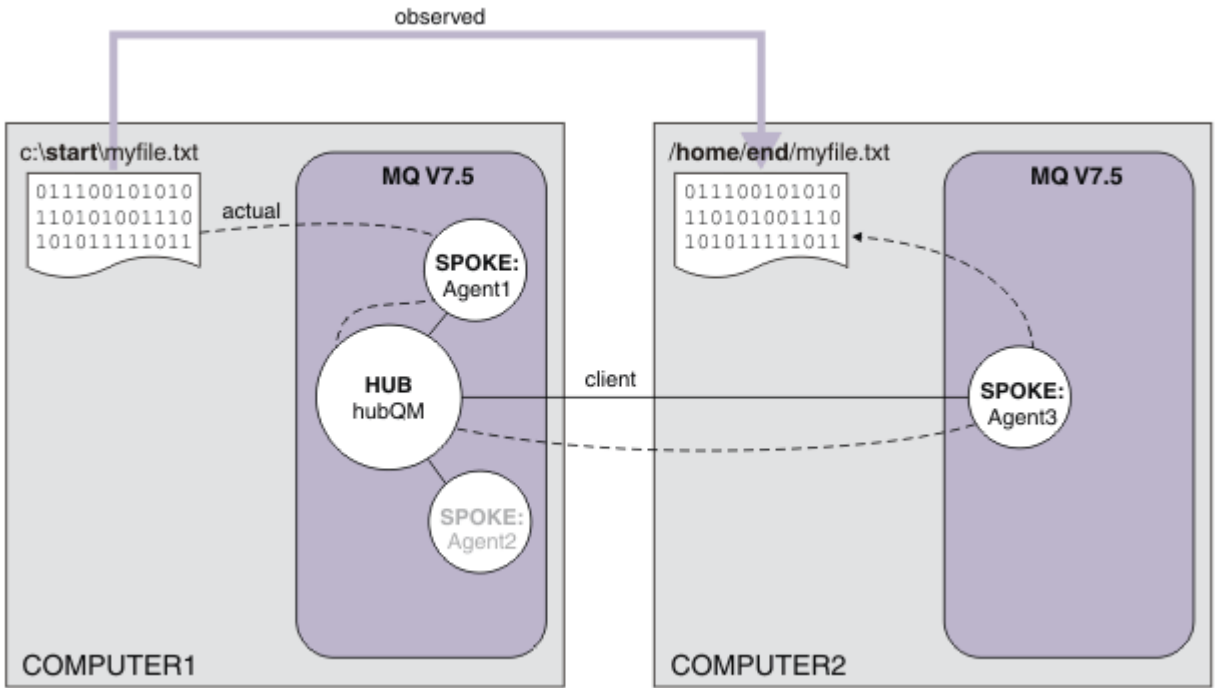 observed
c:\start\myfile.txt
011100101010
110101001110
101011111011
actual
MQ V7.5
SPOKE:
Agent1
HUB
hubQM
SPOKE:
Agent2
COMPUTER1
client
/home/end/myfile.txt
011100101010
110101001110
101011111011
MQ V7.5
SPOKE:
Agent3
COMPUTER2